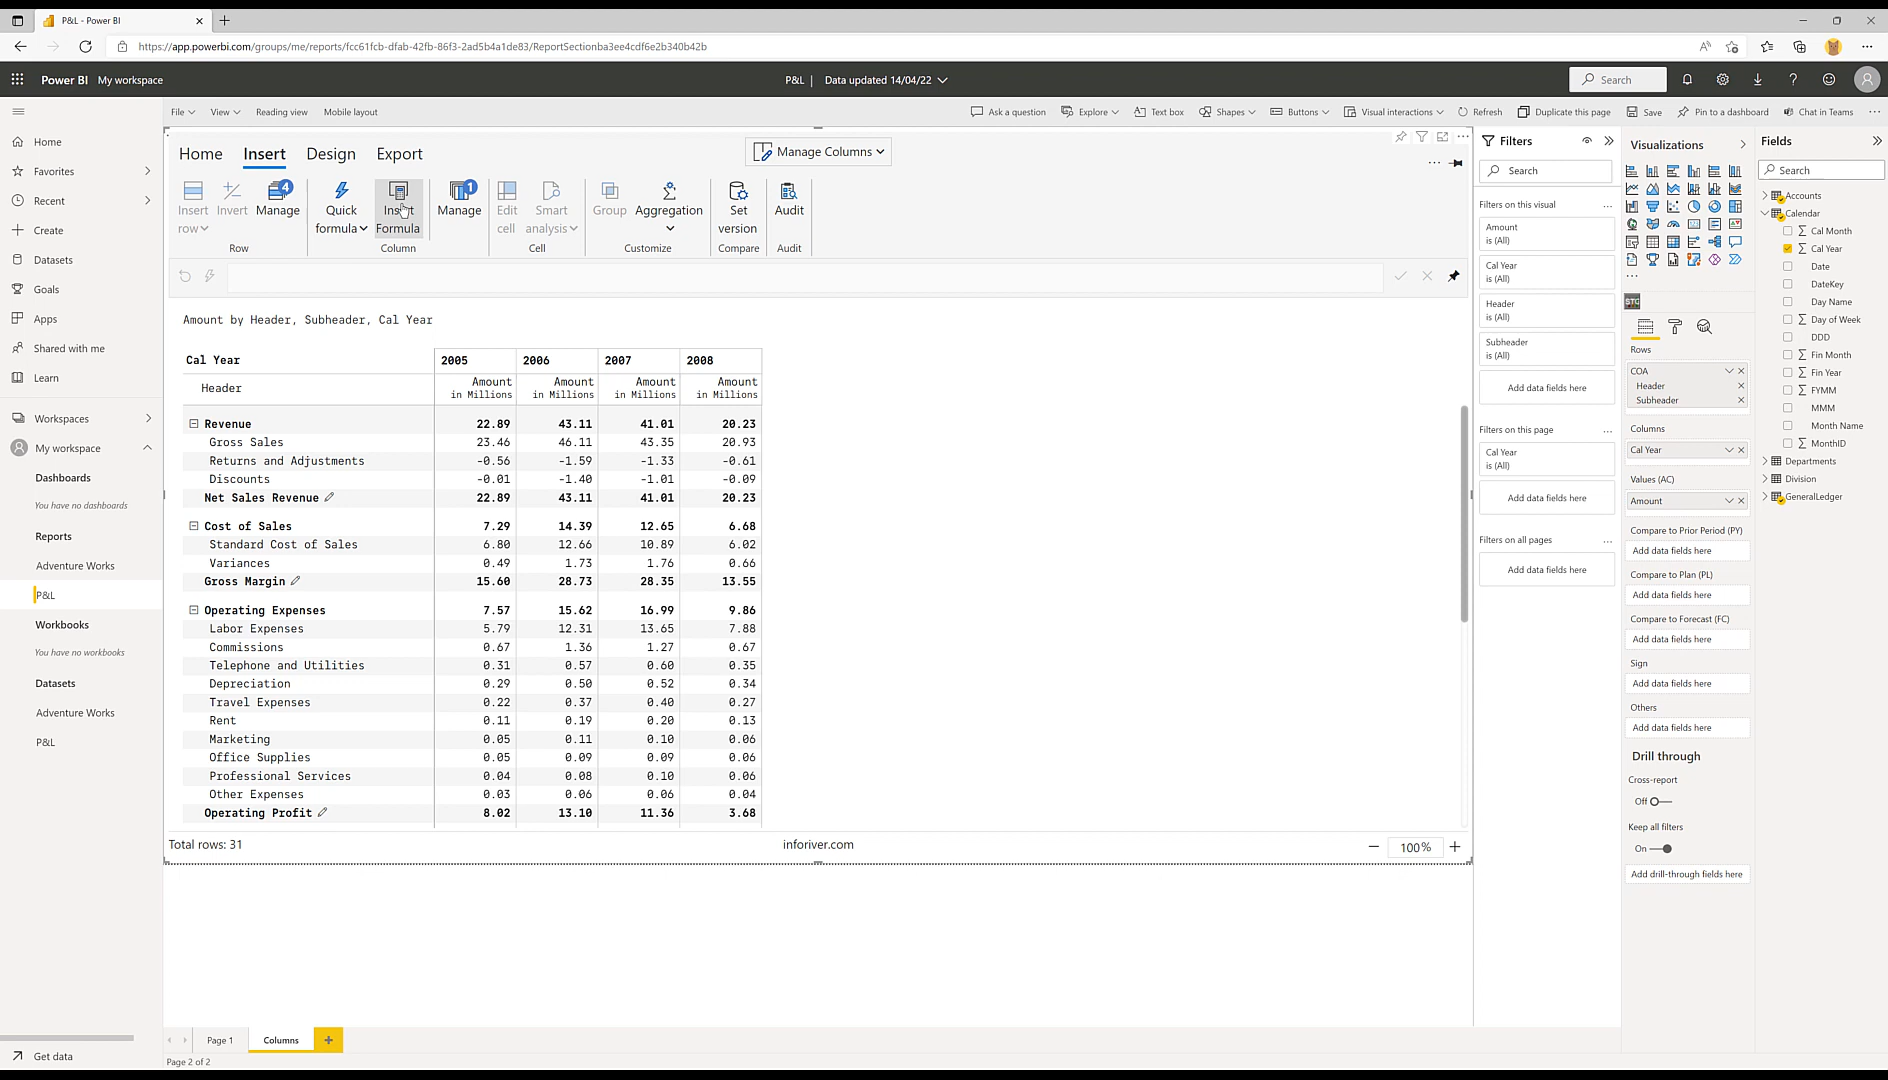 P&L - Power BI
https://app.powerbi.com/groups/me/reports/fcc61fcb-dfab-42fb-86f3-2ad5b4a1de83/ReportSectionba3ee4cdf6e2b340b42b
Power BI My workspace
P&L | Data updated 14/04/22
Search
File View Reading view Mobile layout
Ask a question Explore Text box Shapes Buttons Visual interactions Refresh Duplicate this page Save Pin to a dashboard Chat in Teams
Home
Favorites
Recent
Create
Datasets
Goals
Apps
Shared with me
Learn
Workspaces
My workspace
Dashboards
You have no dashboards
Reports
Adventure Works
P&L
Workbooks
You have no workbooks
Datasets
Adventure Works
P&L
Get data
Home Insert Design Export
Manage Columns
Insert row
Invert
4
Manage
Row
Quick formula
Insert Formula
1
Manage
Column
Edit cell
Smart analysis
Cell
Group
Aggregation
Customize
Set version
Compare
Audit
Audit
Amount by Header, Subheader, Cal Year
Cal Year 2005 2006 2007 2008
Header Amount in Millions Amount in Millions Amount in Millions Amount in Millions
Revenue 22.89 43.11 41.01 20.23
Gross Sales 23.46 46.11 43.35 20.93
Returns and Adjustments -0.56 -1.59 -1.33 -0.61
Discounts -0.01 -1.40 -1.01 -0.09
Net Sales Revenue 22.89 43.11 41.01 20.23
Cost of Sales 7.29 14.39 12.65 6.68
Standard Cost of Sales 6.80 12.66 10.89 6.02
Variances 0.49 1.73 1.76 0.66
Gross Margin 15.60 28.73 28.35 13.55
Operating Expenses 7.57 15.62 16.99 9.86
Labor Expenses 5.79 12.31 13.65 7.88
Commissions 0.67 1.36 1.27 0.67
Telephone and Utilities 0.31 0.57 0.60 0.35
Depreciation 0.29 0.50 0.52 0.34
Travel Expenses 0.22 0.37 0.40 0.27
Rent 0.11 0.19 0.20 0.13
Marketing 0.05 0.11 0.10 0.06
Office Supplies 0.05 0.09 0.09 0.06
Professional Services 0.04 0.08 0.10 0.06
Other Expenses 0.03 0.06 0.06 0.04
Operating Profit 8.02 13.10 11.36 3.68
Total rows: 31
inforiver.com
100%
Page 1
Columns
Page 2 of 2
Filters
Search
Filters on this visual
Amount
is (All)
Cal Year
is (All)
Header
is (All)
Subheader
is (All)
Add data fields here
Filters on this page
Cal Year
is (All)
Add data fields here
Filters on all pages
Add data fields here
Visualizations
STG
Rows
COA
Header
Subheader
Columns
Cal Year
Values (AC)
Amount
Compare to Prior Period (PY)
Add data fields here
Compare to Plan (PL)
Add data fields here
Compare to Forecast (FC)
Add data fields here
Sign
Add data fields here
Others
Add data fields here
Drill through
Cross-report
Off
Keep all filters
On
Add drill-through fields here
Fields
Search
Accounts
Calendar
Cal Month
Cal Year
Date
DateKey
Day Name
Day of Week
DDD
Fin Month
Fin Year
FYMM
MMM
Month Name
MonthID
Departments
Division
GeneralLedger